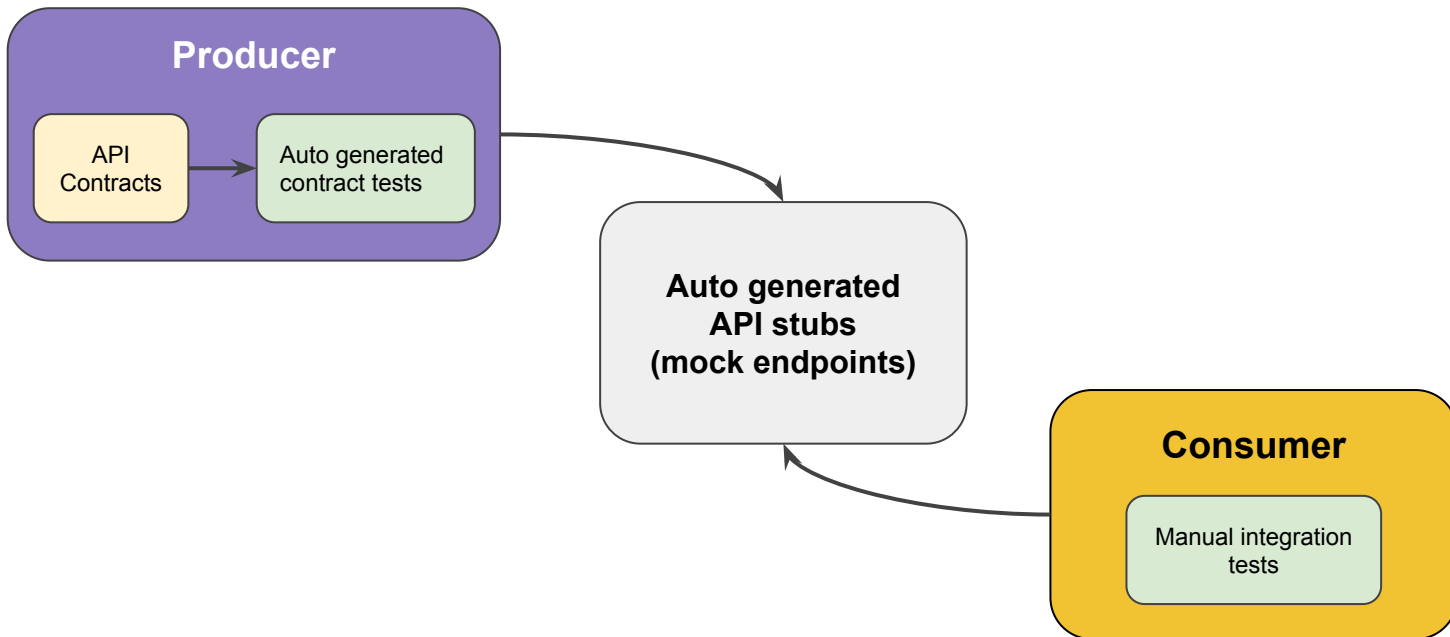 Producer
API
Contracts
Auto generated
contract tests
Auto generated
API stubs
(mock endpoints)
Consumer
Manual integration
tests